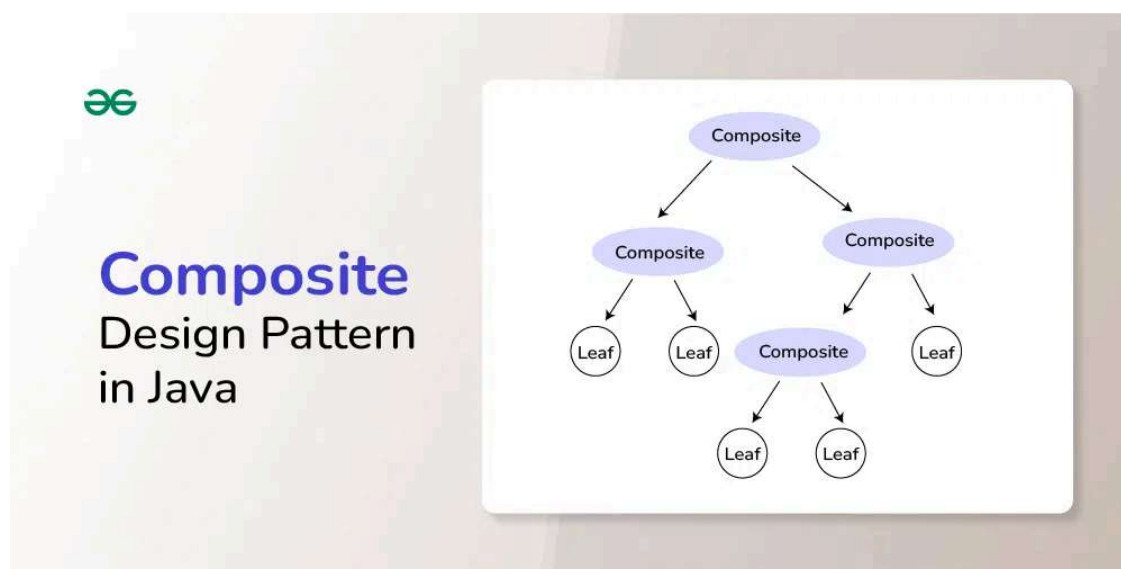 Composite
Design Pattern
in Java
Composite
Composite
Composite
Leaf
Leaf
Composite
Leaf
Leaf
Leaf